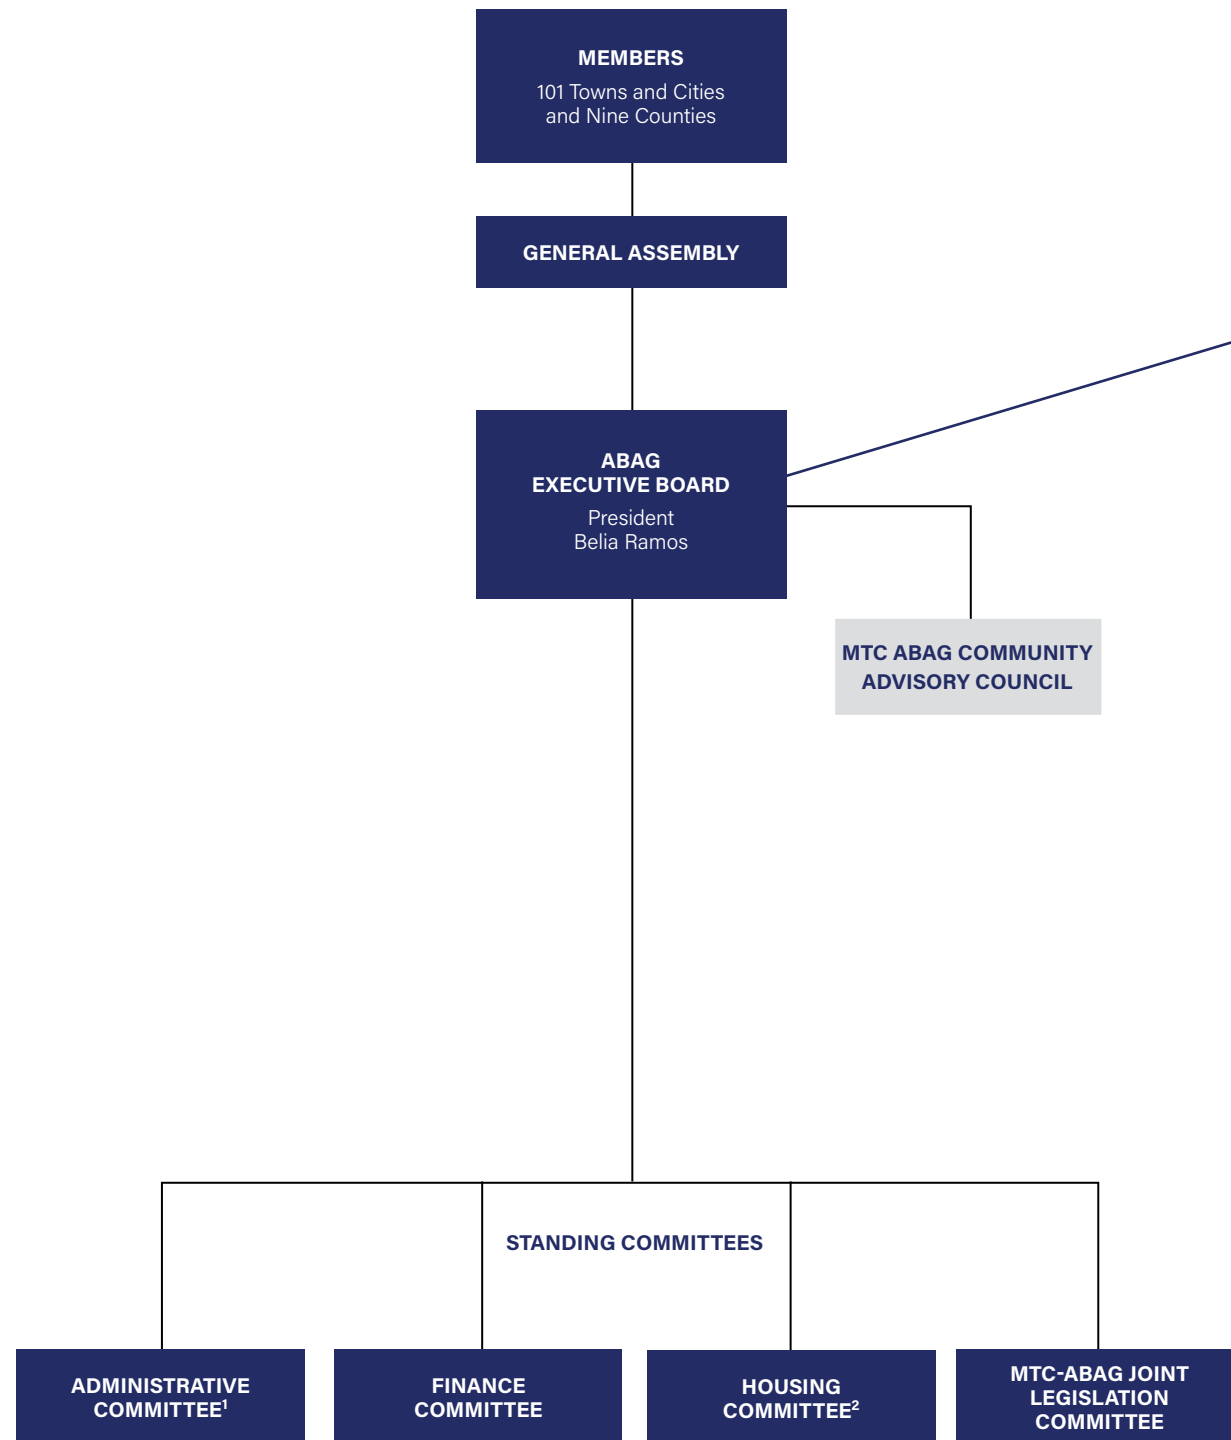 MEMBERS
101 Towns and Cities
and Nine Counties
GENERAL ASSEMBLY
ABAG
EXECUTIVE BOARD
President
Belia Ramos
MTC ABAG COMMUNITY
ADVISORY COUNCIL
STANDING COMMITTEES
ADMINISTRATIVE
COMMITTEE¹
FINANCE
COMMITTEE
HOUSING
COMMITTEE²
MTC-ABAG JOINT
LEGISLATION
COMMITTEE